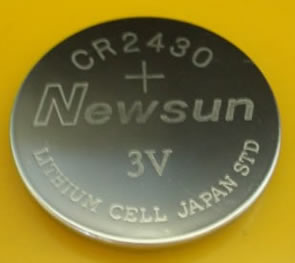 CR2430
+
Newsun
3V
LITHIUM CELL JAPAN STD